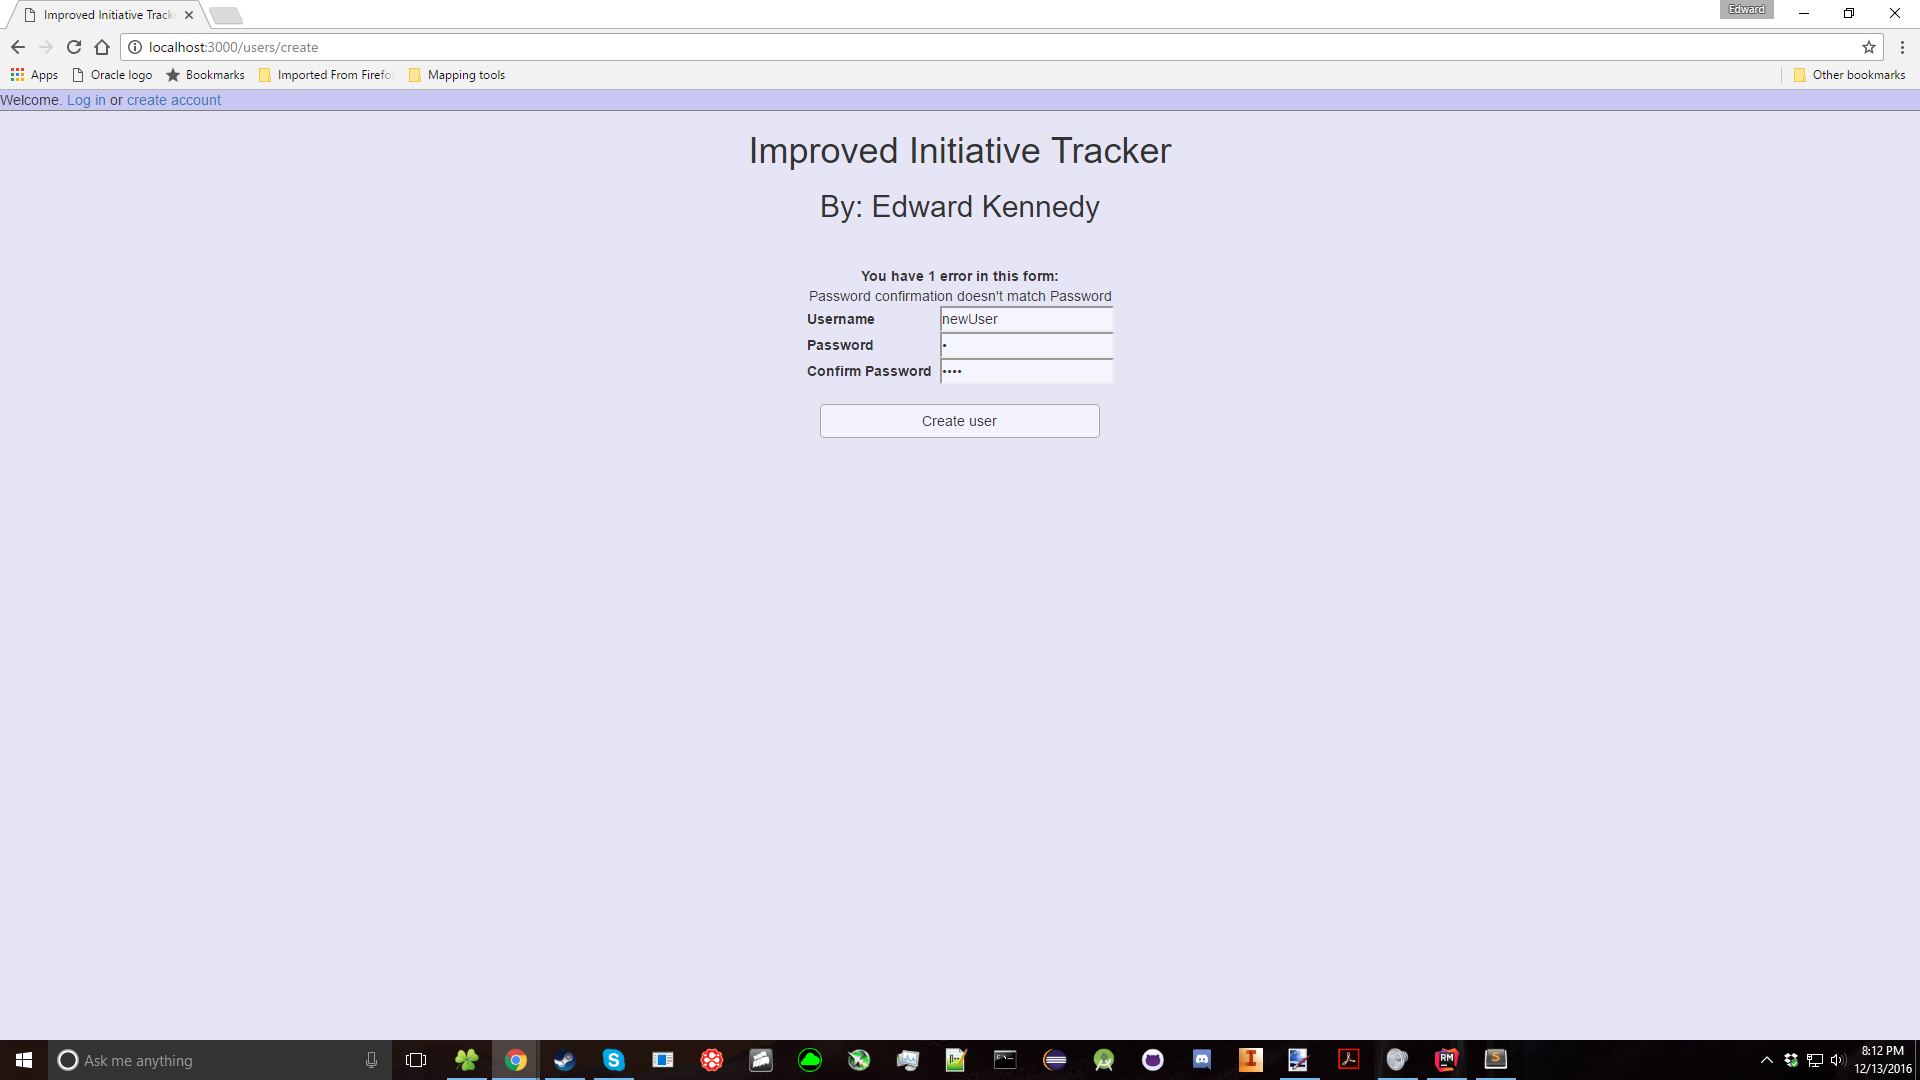 Improved Initiative Track
Edward
localhost:3000/users/create
Apps
Oracle logo
Bookmarks
Imported From Firefo
Mapping tools
Other bookmarks
Welcome. Log in or create account
Improved Initiative Tracker
By: Edward Kennedy
You have 1 error in this form:
Password confirmation doesn't match Password
Username newUser
Password •
Confirm Password ••••
Create user
Ask me anything
RM
8:12 PM
12/13/2016